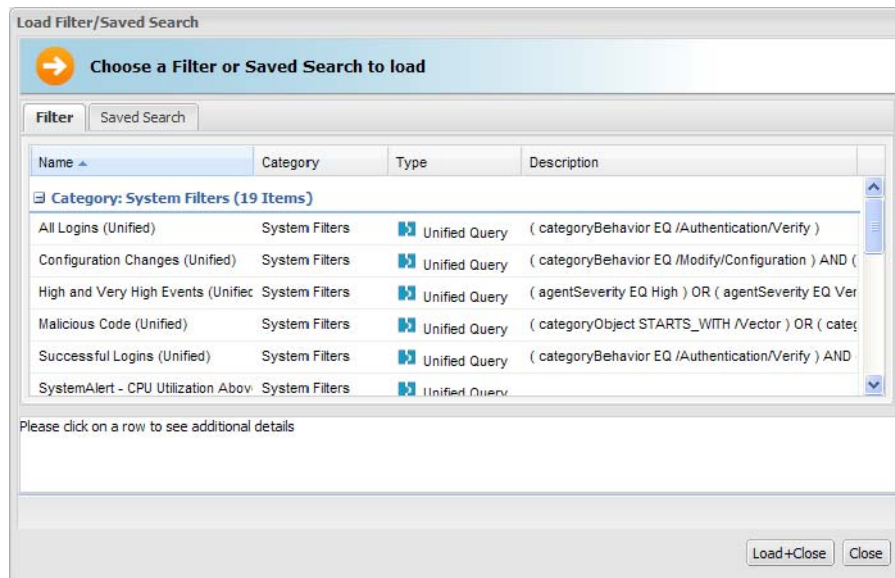 Load Filter/Saved Search
Choose a Filter or Saved Search to load
Filter Saved Search
Name Category Type Description
Category: System Filters (19 Items)
All Logins (Unified) System Filters Unified Query ( categoryBehavior EQ /Authentication/Verify )
Configuration Changes (Unified) System Filters Unified Query ( categoryBehavior EQ /Modify/Configuration ) AND (
High and Very High Events (Unified System Filters Unified Query ( agentSeverity EQ High ) OR ( agentSeverity EQ Ver
Malicious Code (Unified) System Filters Unified Query ( categoryObject STARTS_WITH /Vector ) OR ( categ
Successful Logins (Unified) System Filters Unified Query ( categoryBehavior EQ /Authentication/Verify ) AND
SystemAlert - CPU Utilization Abov System Filters Unified Query
Please click on a row to see additional details
Load+Close Close